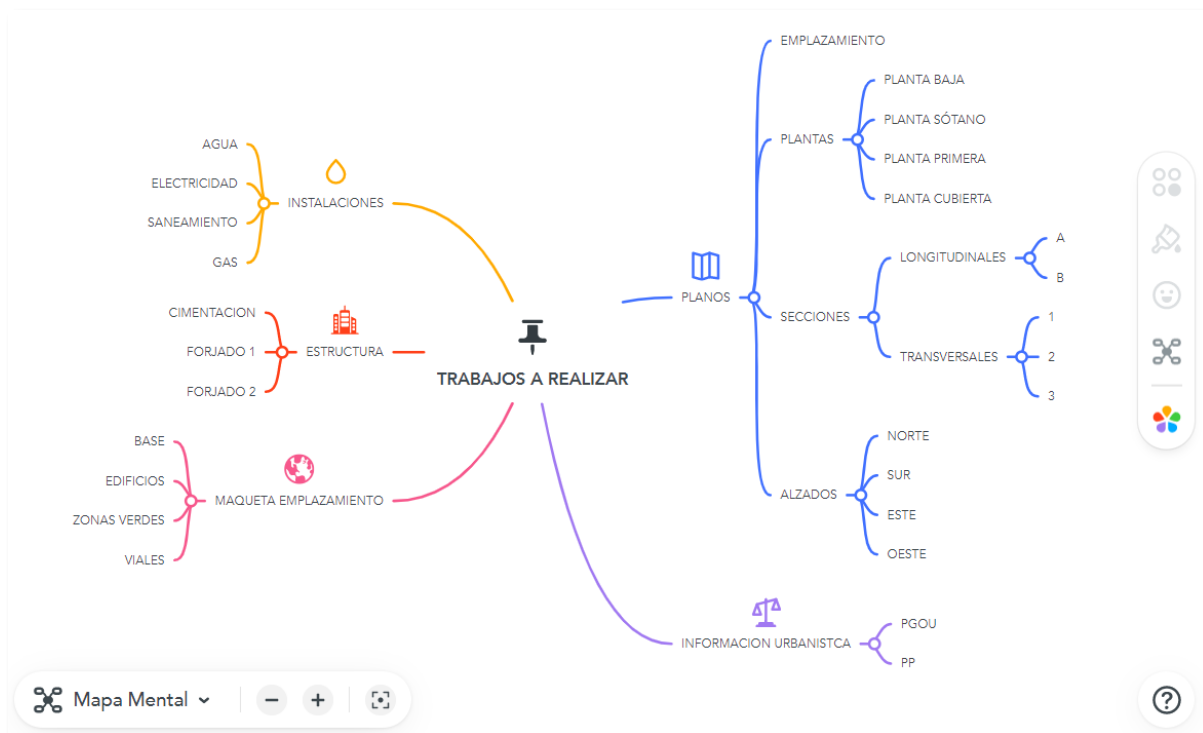 TRABAJOS A REALIZAR
INSTALACIONES
AGUA
ELECTRICIDAD
SANEAMIENTO
GAS
ESTRUCTURA
CIMENTACION
FORJADO 1
FORJADO 2
MAQUETA EMPLAZAMIENTO
BASE
EDIFICIOS
ZONAS VERDES
VIALES
PLANOS
EMPLAZAMIENTO
PLANTAS
PLANTA BAJA
PLANTA SÓTANO
PLANTA PRIMERA
PLANTA CUBIERTA
SECCIONES
LONGITUDINALES
A
B
TRANSVERSALES
1
2
3
ALZADOS
NORTE
SUR
ESTE
OESTE
INFORMACION URBANISTCA
PGOU
PP
Mapa Mental